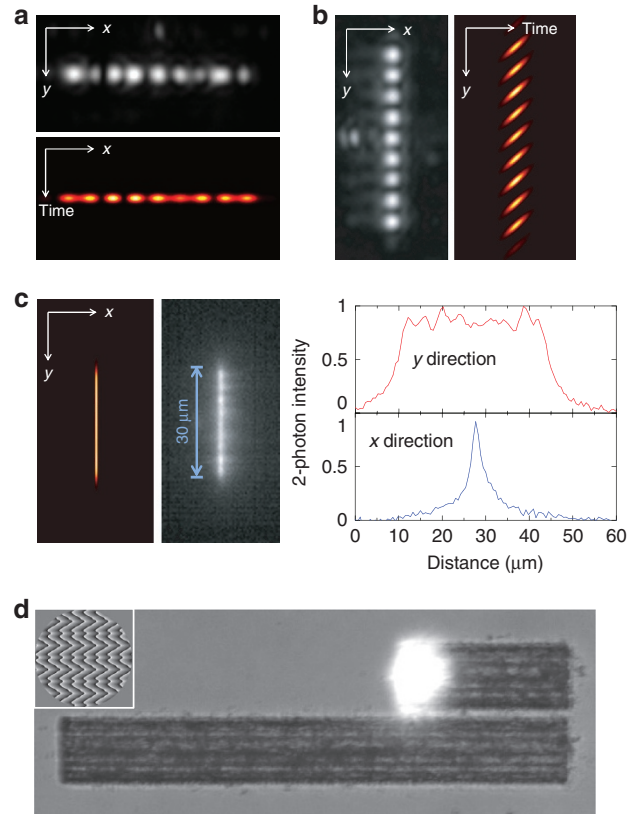 a
x
y
x
Time
b
x
y
Time
y
c
x
y
30 μm
1
0.5
0
y direction
1
0.5
0
x direction
2-photon intensity
0 10 20 30 40 50 60
Distance (μm)
d